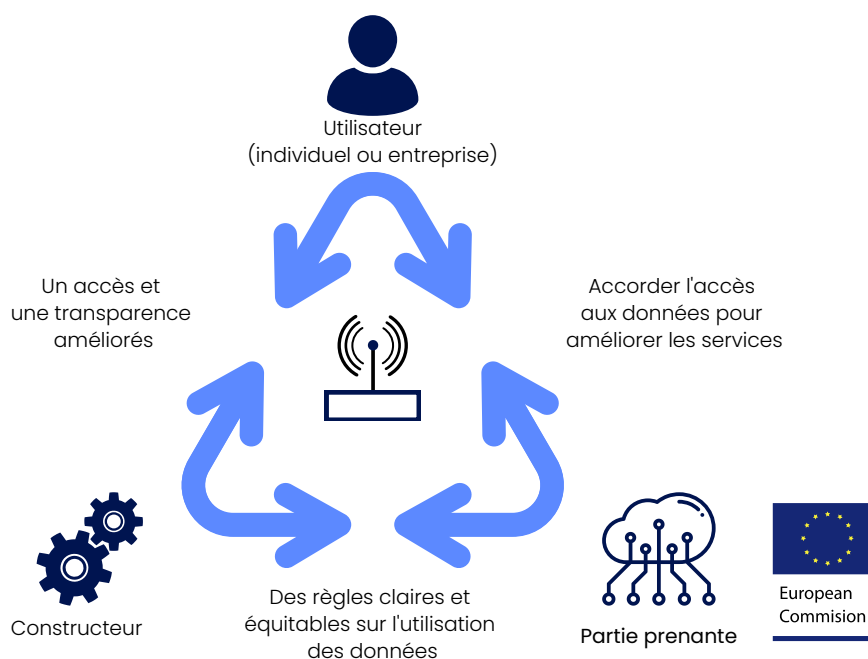 Utilisateur
(individuel ou entreprise)
Un accès et
une transparence
améliorés
Accorder l'accès
aux données pour
améliorer les services
Constructeur
Des règles claires et
équitables sur l'utilisation
des données
Partie prenante
European
Commision